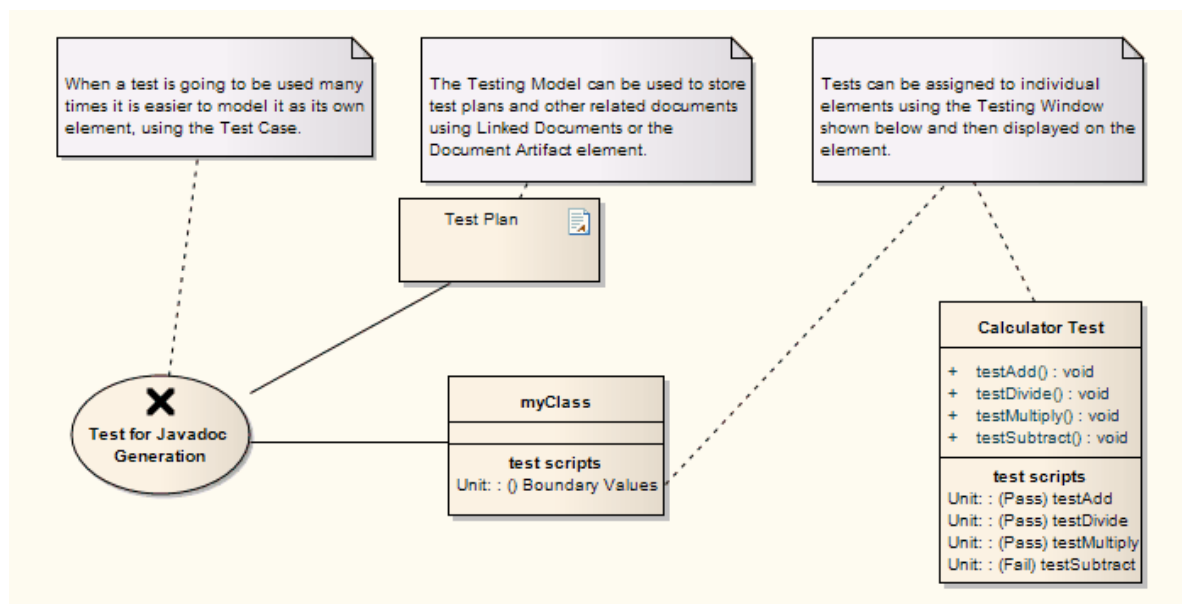 When a test is going to be used many
times it is easier to model it as its own
element, using the Test Case.
The Testing Model can be used to store
test plans and other related documents
using Linked Documents or the
Document Artifact element.
Tests can be assigned to individual
elements using the Testing Window
shown below and then displayed on the
element.
Test Plan
Test for Javadoc
Generation
myClass
test scripts
Unit: : () Boundary Values
Calculator Test
+ testAdd() : void
+ testDivide() : void
+ testMultiply() : void
+ testSubtract() : void
test scripts
Unit: : (Pass) testAdd
Unit: : (Pass) testDivide
Unit: : (Pass) testMultiply
Unit: : (Fail) testSubtract